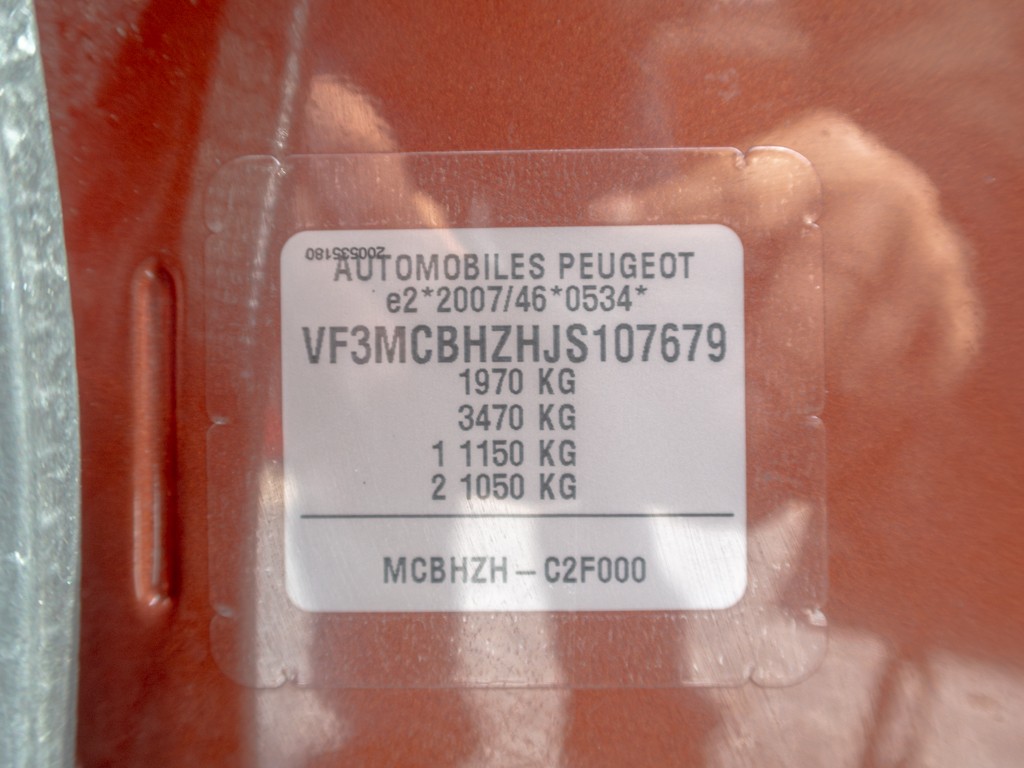 200535180
AUTOMOBILES PEUGEOT
e2*2007/46*0534*
VF3MCBHZHJS107679
1970 KG
3470 KG
1 1150 KG
2 1050 KG
MCBHZH – C2F000